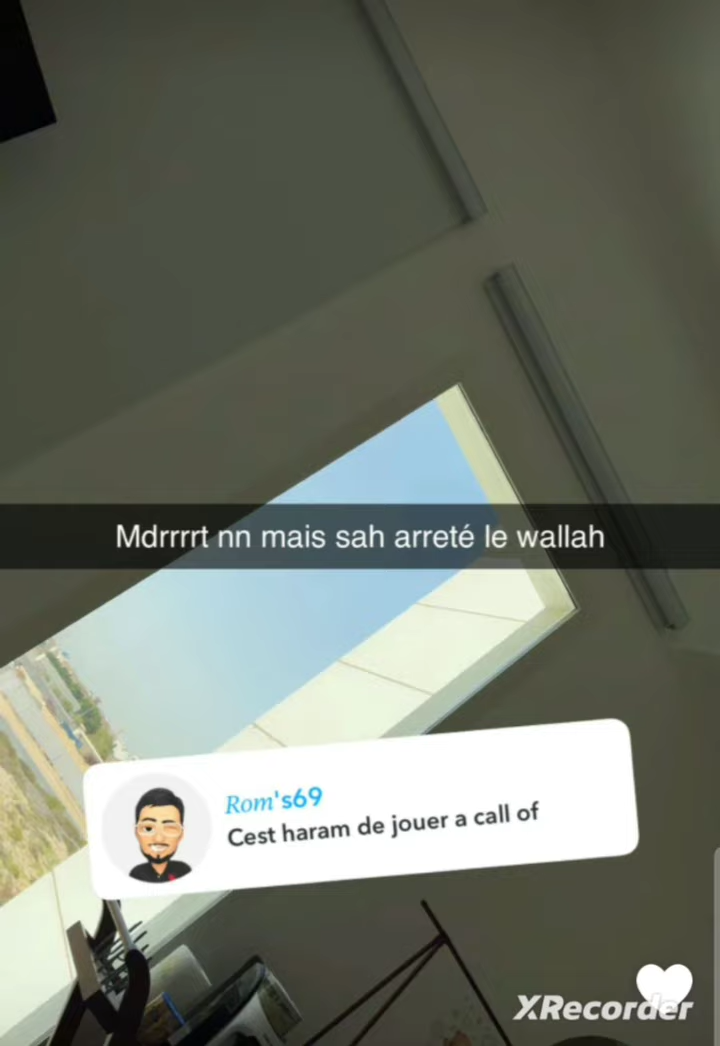 Mdrrrrt nn mais sah arreté le wallah
Rom's69
Cest haram de jouer a call of
XRecorder